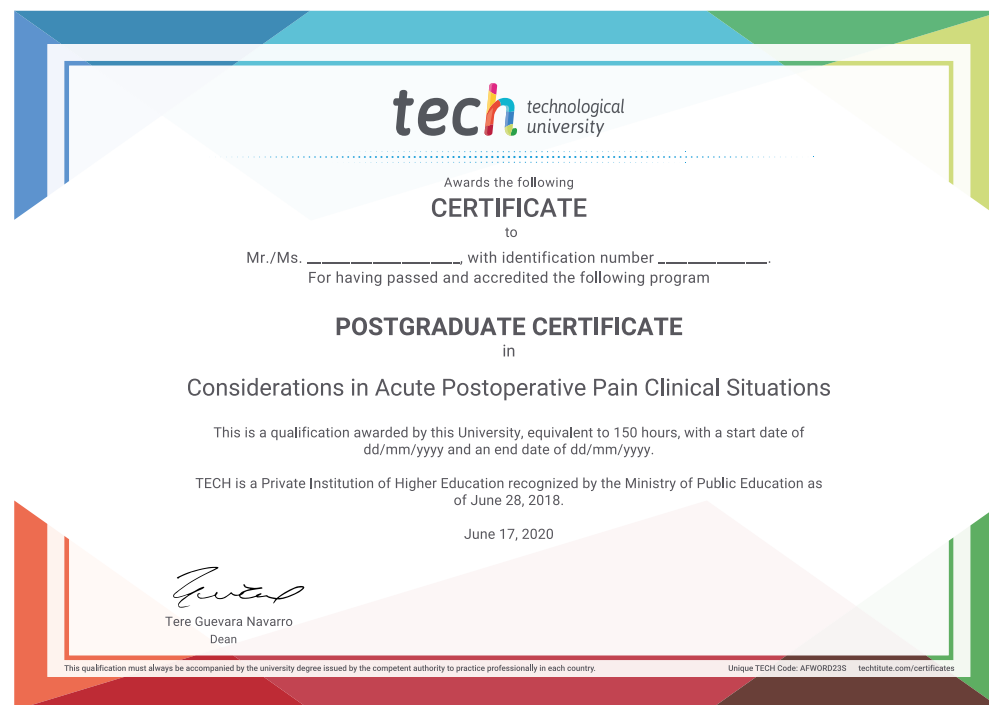 tech technological
university
Awards the following
CERTIFICATE
to
Mr./Ms. ____________________, with identification number ______________.
For having passed and accredited the following program
POSTGRADUATE CERTIFICATE
in
Considerations in Acute Postoperative Pain Clinical Situations
This is a qualification awarded by this University, equivalent to 150 hours, with a start date of
dd/mm/yyyy and an end date of dd/mm/yyyy.
TECH is a Private Institution of Higher Education recognized by the Ministry of Public Education as
of June 28, 2018.
June 17, 2020
Tere Guevara Navarro
Dean
This qualification must always be accompanied by the university degree issued by the competent authority to practice professionally in each country.
Unique TECH Code: AFWORD23S techtitute.com/certificates